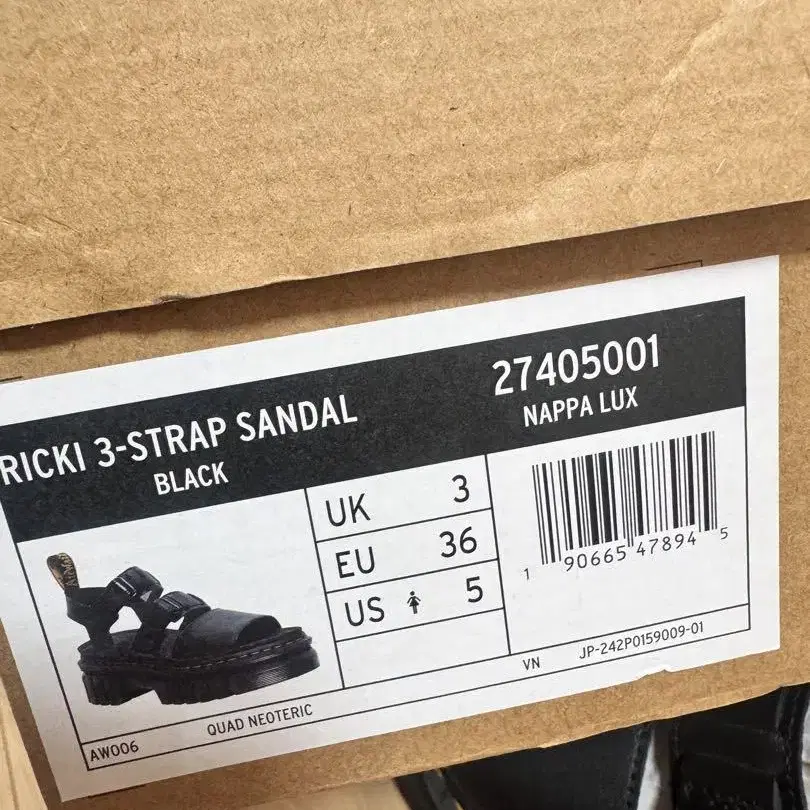 RICKI 3-STRAP SANDAL
BLACK
27405001
NAPPA LUX
UK 3
EU 36
US 5
1 90665 47894 5
VN JP-242P0159009-01
AW006 QUAD NEOTERIC